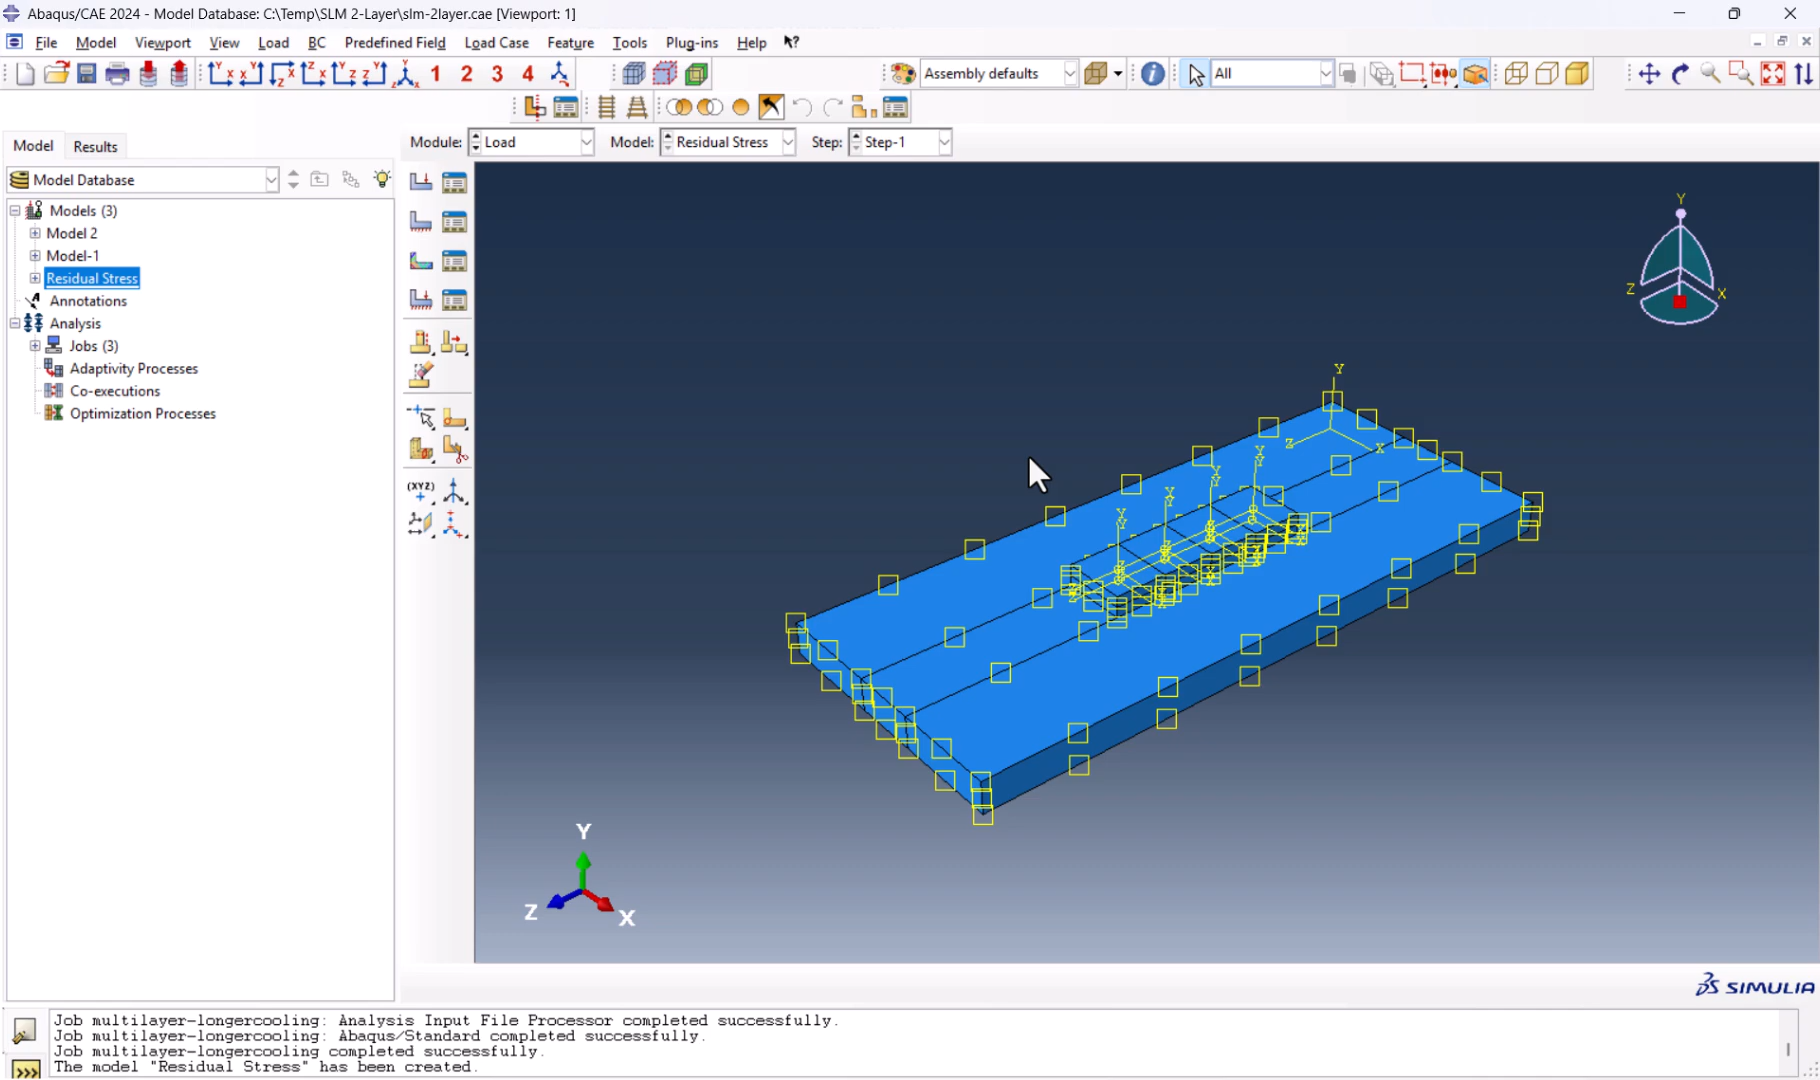 Abaqus/CAE 2024 - Model Database: C:\Temp\SLM 2-Layer\slm-2layer.cae [Viewport: 1]
File Model Viewport View Load BC Predefined Field Load Case Feature Tools Plug-ins Help
1 2 3 4
Assembly defaults
All
Model Results
Module: Load Model: Residual Stress Step: Step-1
Model Database
Models (3)
Model 2
Model-1
Residual Stress
Annotations
Analysis
Jobs (3)
Adaptivity Processes
Co-executions
Optimization Processes
(XYZ)
Y
Z X
Y
Z X
Y
Z X
SIMULIA
Job multilayer-longercooling: Analysis Input File Processor completed successfully.
Job multilayer-longercooling: Abaqus/Standard completed successfully.
Job multilayer-longercooling completed successfully.
The model "Residual Stress" has been created.
>>>